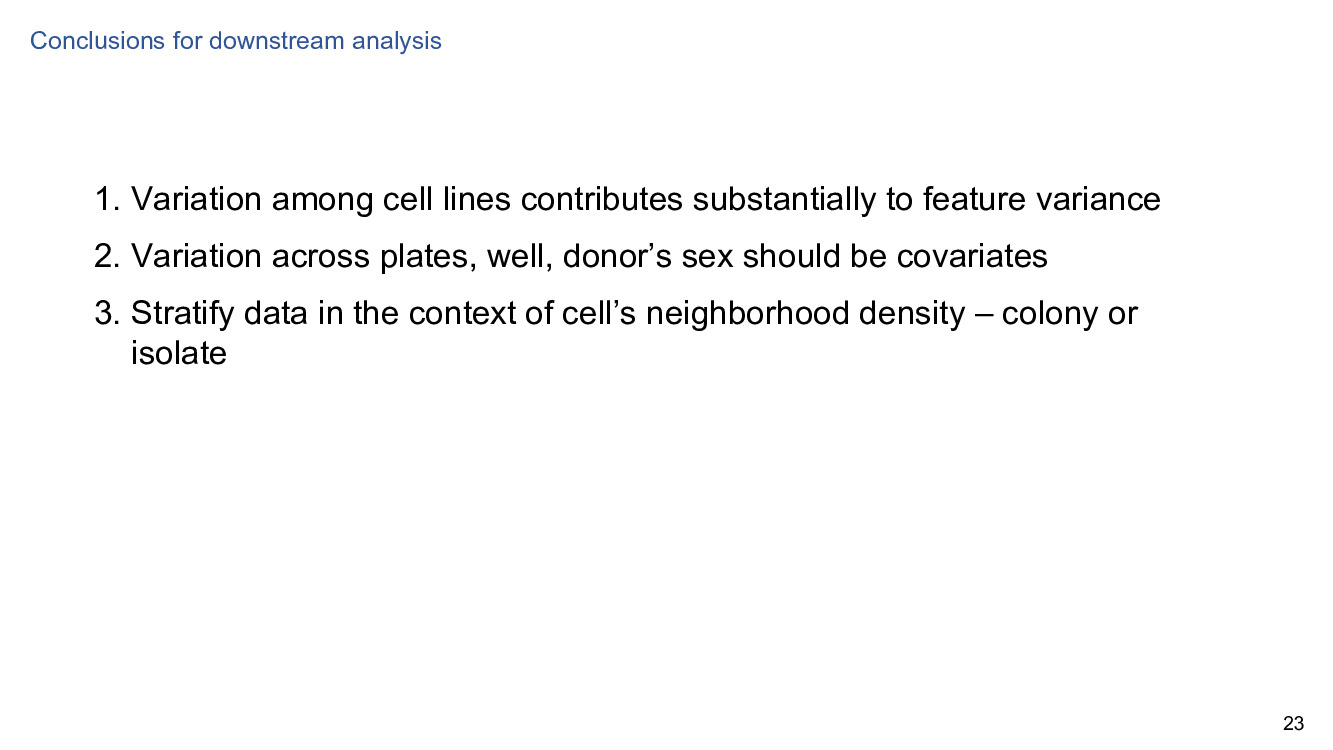 Conclusions for downstream analysis
1. Variation among cell lines contributes substantially to feature variance
2. Variation across plates, well, donor’s sex should be covariates
3. Stratify data in the context of cell’s neighborhood density – colony or
isolate
23